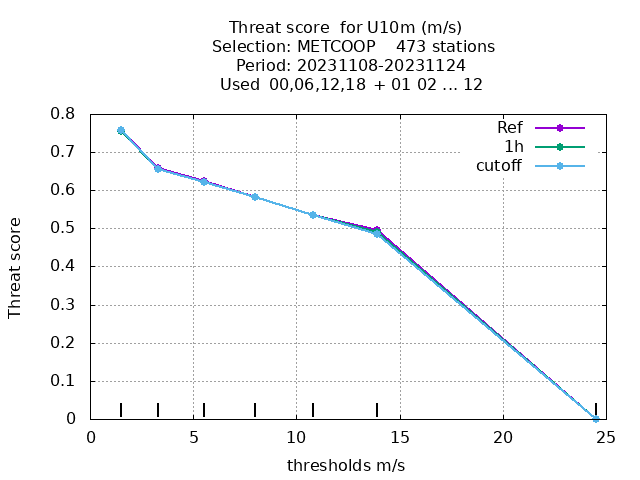 Threat score  for U10m (m/s)
Selection: METCOOP    473 stations
Period: 20231108-20231124
Used  00,06,12,18  + 01 02 ... 12
Ref
1h
cutoff
Threat score
0.8
0.7
0.6
0.5
0.4
0.3
0.2
0.1
0
0 5 10 15 20 25
thresholds m/s